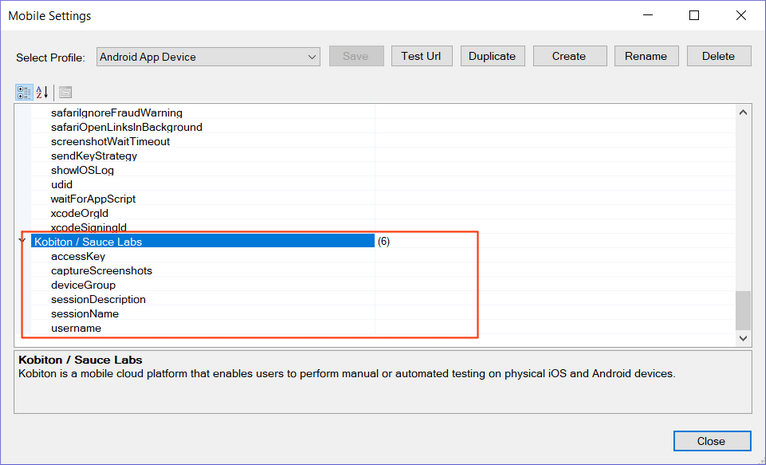 Mobile Settings
Select Profile: Android App Device Save Test Url Duplicate Create Rename Delete
safariIgnoreFraudWarning
safariOpenLinksInBackground
screenshotWaitTimeout
sendKeyStrategy
showIOSLog
udid
waitForAppScript
xcodeOrgId
xcodeSigningId
Kobiton / Sauce Labs (6)
accessKey
captureScreenshots
deviceGroup
sessionDescription
sessionName
username
Kobiton / Sauce Labs
Kobiton is a mobile cloud platform that enables users to perform manual or automated testing on physical iOS and Android devices.
Close